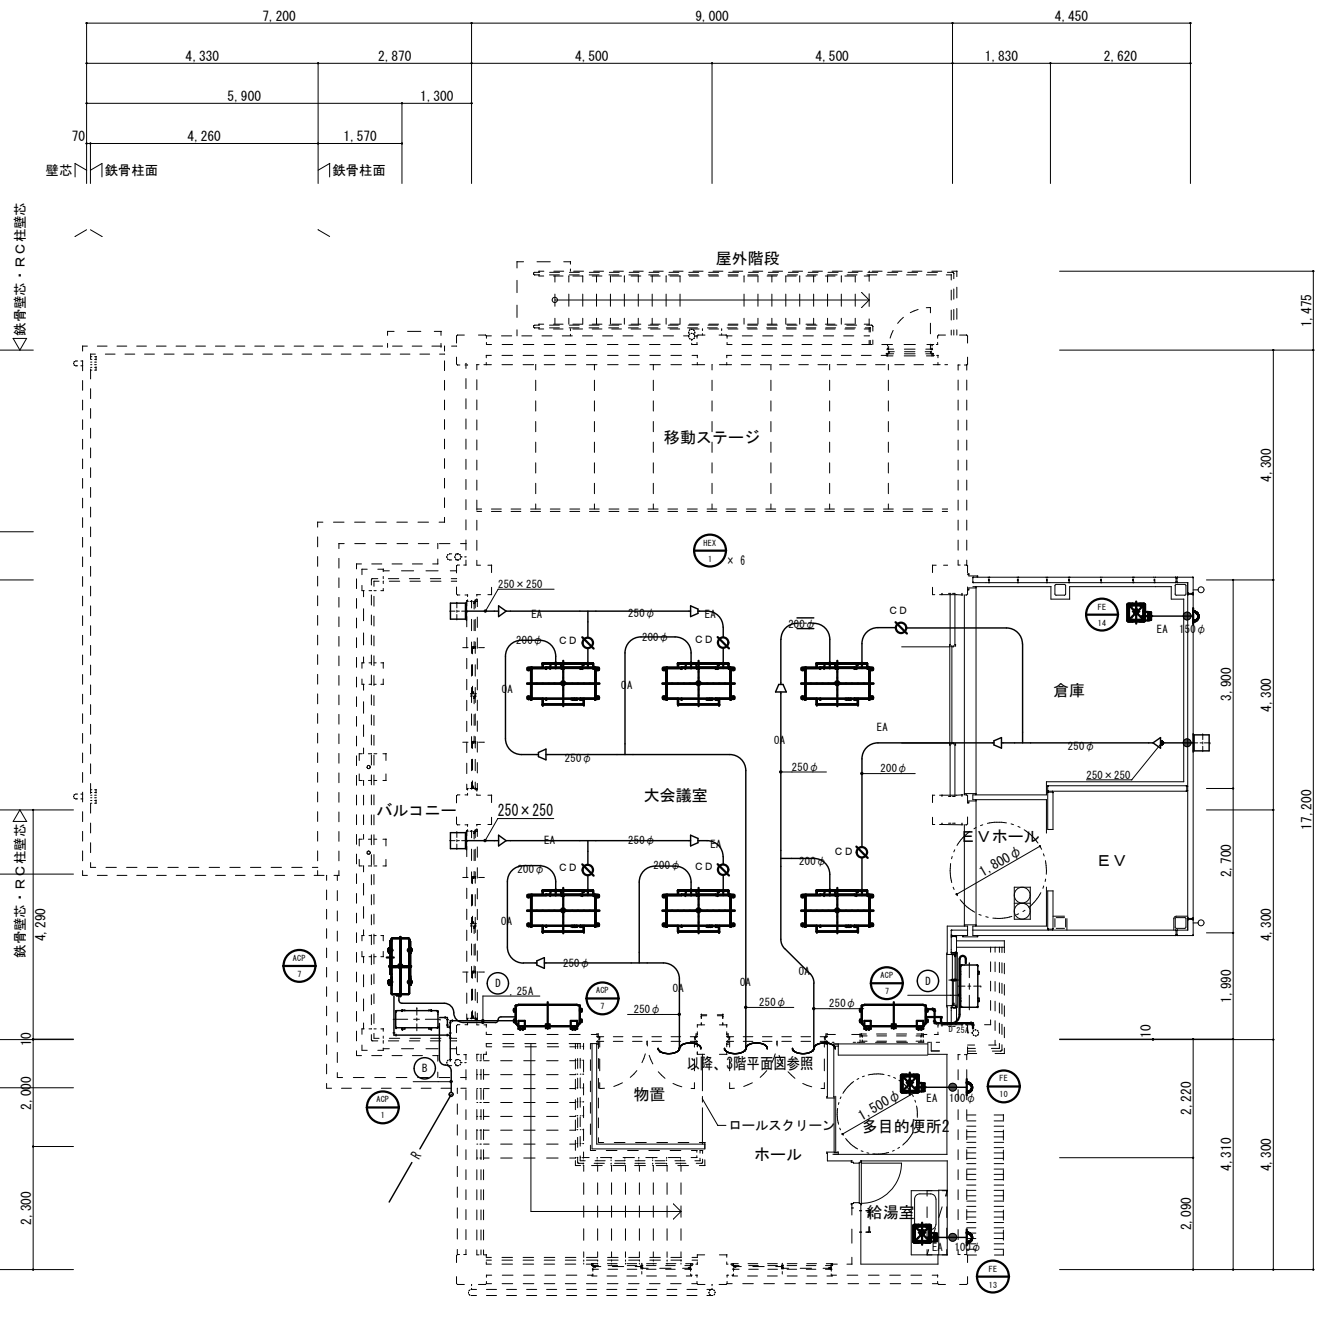 7,200
9,000
4,450
4,330
2,870
4,500
4,500
1,830
2,620
5,900
1,300
70
4,260
1,570
壁芯
鉄骨柱面
鉄骨柱面
鉄骨壁芯・RC柱壁芯
屋外階段
1,475
移動ステージ
4,300
HEX
1
× 6
250×250
EA
250φ
EA
CD
FE
14
EA
150φ
200φ
CD
200φ
CD
200φ
OA
OA
倉庫
3,900
4,300
EA
OA
250φ
250φ
250φ
200φ
250×250
大会議室
バルコニー
250×250
17,200
鉄骨壁芯・RC柱壁芯
4,290
EA
250φ
EA
CD
CD
CD
EVホール
1,800φ
EV
2,700
200φ
200φ
200φ
OA
4,300
250φ
OA
OA
OA
ACP
7
D
25A
ACP
7
ACP
7
D
1,990
250φ
250φ
250φ
D 25A
10
10
以降、3階平面図参照
B
物置
FE
10
EA
100φ
1,500φ
2,000
2,220
ACP
1
ロールスクリーン
多目的便所2
R
ホール
4,310
4,300
2,300
給湯室
2,090
EA
100φ
FE
13